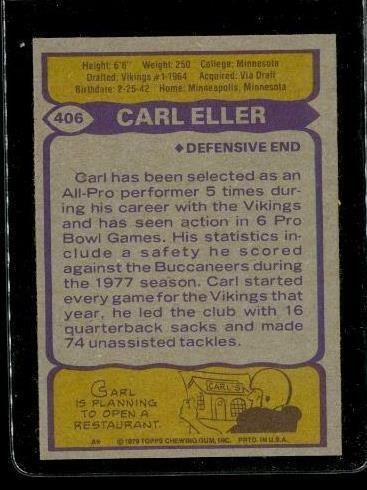 Height: 6'6" Weight: 250 College: Minnesota
Drafted: Vikings #1-1964 Acquired: Via Draft
Birthdate: 2-25-42 Home: Minneapolis, Minnesota
406 CARL ELLER
♦DEFENSIVE END
Carl has been selected as an
All-Pro performer 5 times dur-
ing his career with the Vikings
and has seen action in 6 Pro
Bowl Games. His statistics in-
clude a safety he scored
against the Buccaneers during
the 1977 season. Carl started
every game for the Vikings that
year, he led the club with 16
quarterback sacks and made
74 unassisted tackles.
CARL
IS PLANNING
TO OPEN A
RESTAURANT.
CARL'S
A* © 1979 TOPPS CHEWING GUM, INC. PRTD. IN U.S.A.